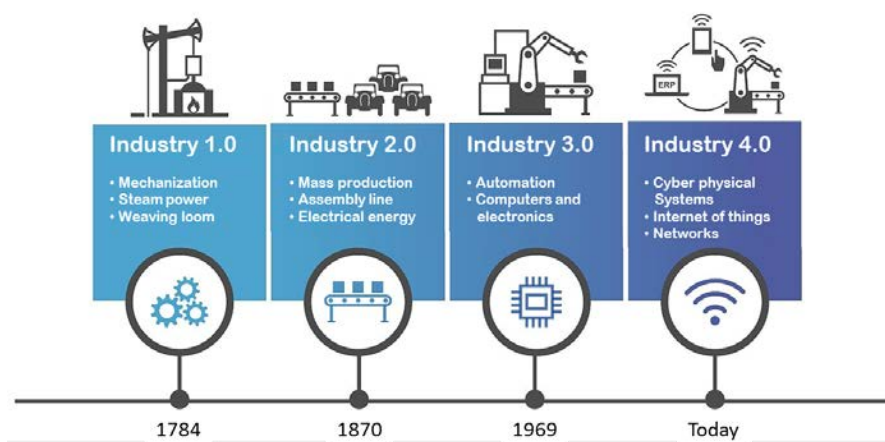 ERP
Industry 1.0
• Mechanization
• Steam power
• Weaving loom
Industry 2.0
• Mass production
• Assembly line
• Electrical energy
Industry 3.0
• Automation
• Computers and
electronics
Industry 4.0
• Cyber physical
Systems
• Internet of things
• Networks
1784
1870
1969
Today